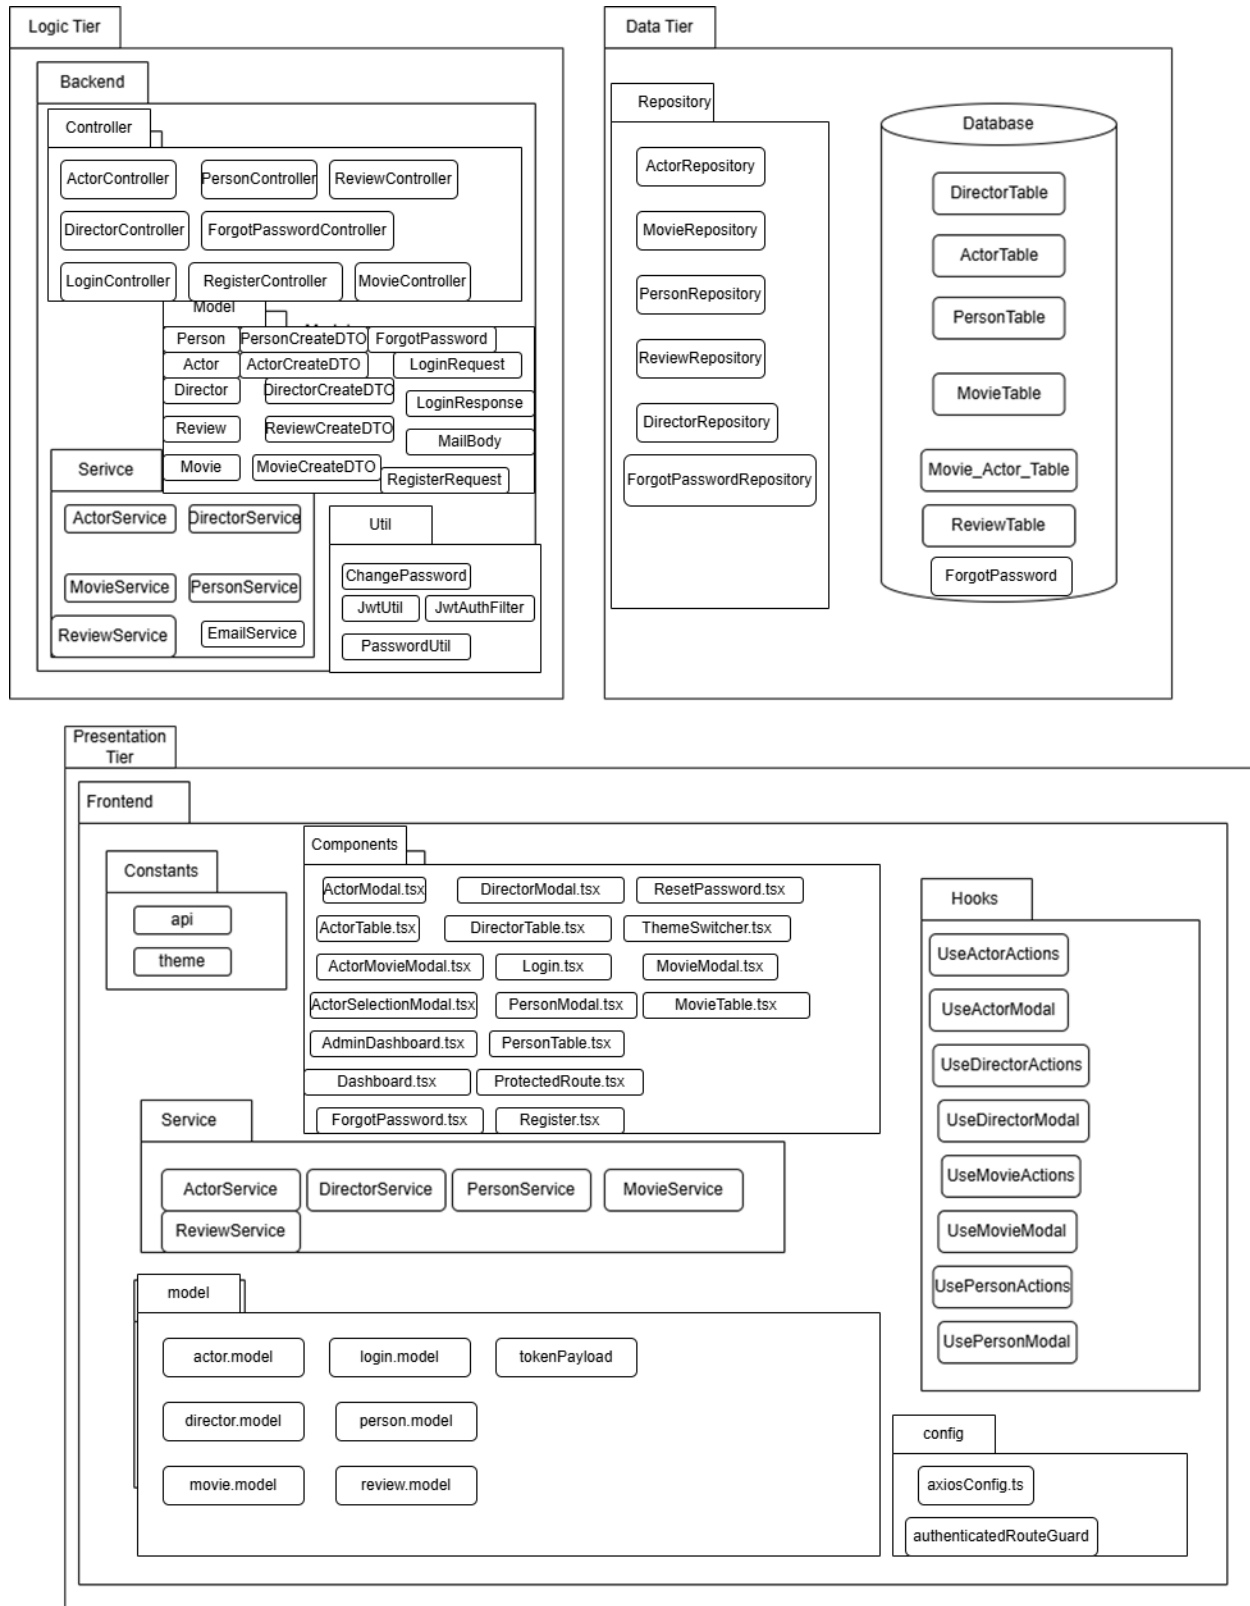 Logic Tier
Backend
Controller
ActorController
PersonController
ReviewController
DirectorController
ForgotPasswordController
LoginController
RegisterController
MovieController
Model
Person
PersonCreateDTO
ForgotPassword
Actor
ActorCreateDTO
LoginRequest
Director
DirectorCreateDTO
LoginResponse
Review
ReviewCreateDTO
MailBody
Movie
MovieCreateDTO
RegisterRequest
Serivce
ActorService
DirectorService
MovieService
PersonService
ReviewService
EmailService
Util
ChangePassword
JwtUtil
JwtAuthFilter
PasswordUtil
Data Tier
Repository
ActorRepository
MovieRepository
PersonRepository
ReviewRepository
DirectorRepository
ForgotPasswordRepository
Database
DirectorTable
ActorTable
PersonTable
MovieTable
Movie_Actor_Table
ReviewTable
ForgotPassword
Presentation
Tier
Frontend
Constants
api
theme
Components
ActorModal.tsx
DirectorModal.tsx
ResetPassword.tsx
ActorTable.tsx
DirectorTable.tsx
ThemeSwitcher.tsx
ActorMovieModal.tsx
Login.tsx
MovieModal.tsx
ActorSelectionModal.tsx
PersonModal.tsx
MovieTable.tsx
AdminDashboard.tsx
PersonTable.tsx
Dashboard.tsx
ProtectedRoute.tsx
ForgotPassword.tsx
Register.tsx
Service
ActorService
DirectorService
PersonService
MovieService
ReviewService
model
actor.model
login.model
tokenPayload
director.model
person.model
movie.model
review.model
Hooks
UseActorActions
UseActorModal
UseDirectorActions
UseDirectorModal
UseMovieActions
UseMovieModal
UsePersonActions
UsePersonModal
config
axiosConfig.ts
authenticatedRouteGuard